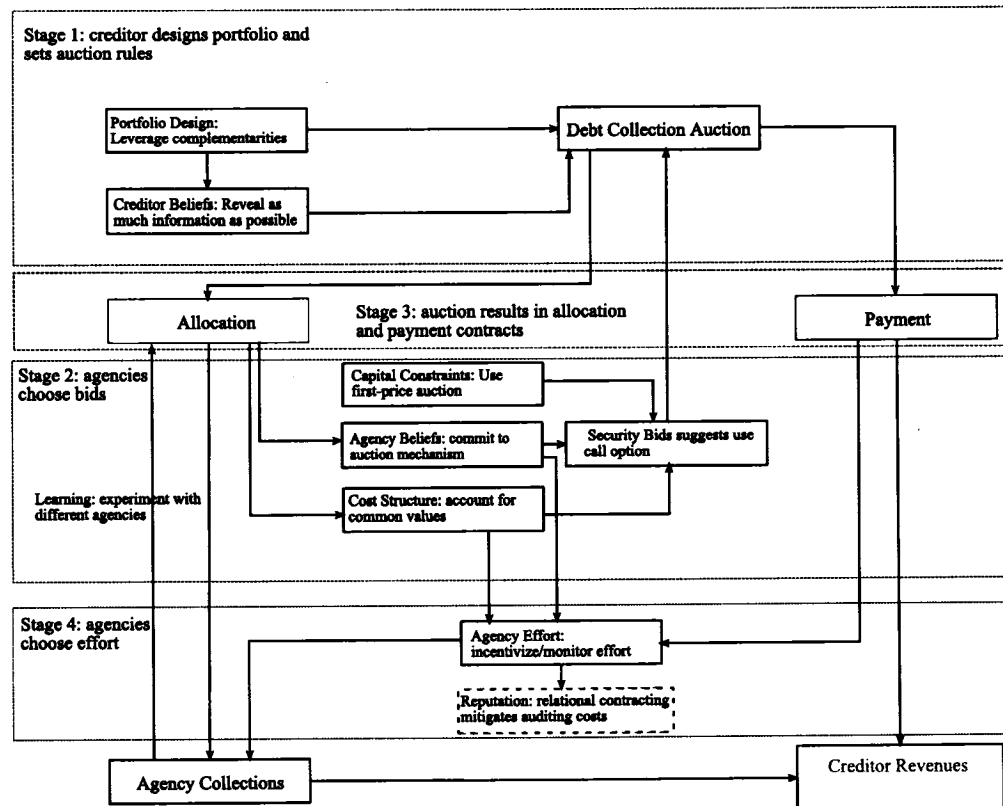 Stage 1: creditor designs portfolio and
sets auction rules
Portfolio Design:
Leverage complementarities
Debt Collection Auction
Creditor Beliefs: Reveal as
much information as possible
Allocation
Stage 3: auction results in allocation
and payment contracts
Payment
Stage 2: agencies
choose bids
Capital Constraints: Use
first-price auction
Agency Beliefs: commit to
auction mechanism
Security Bids suggests use
call option
Learning: experiment with
different agencies
Cost Structure: account for
common values
Stage 4: agencies
choose effort
Agency Effort:
incentivize/monitor effort
Reputation: relational contracting
mitigates auditing costs
Agency Collections
Creditor Revenues